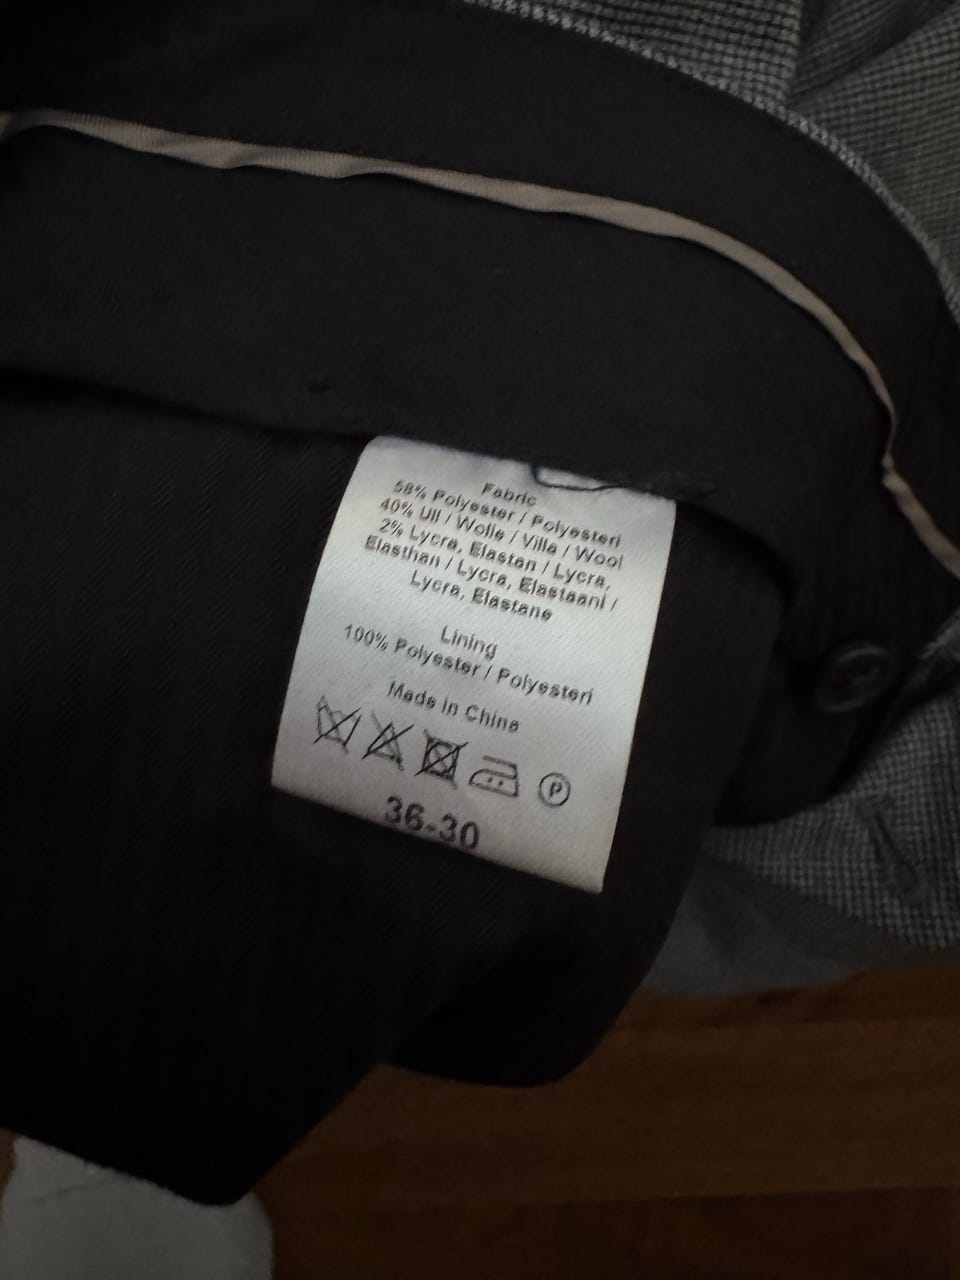 Fabric
58% Polyester / Polyesteri
40% Ull / Wolle / Villa / Wool
2% Lycra, Elastan / Lycra,
Elasthan / Lycra, Elastaani /
Lycra, Elastane
Lining
100% Polyester / Polyesteri
Made in China
P
36-30